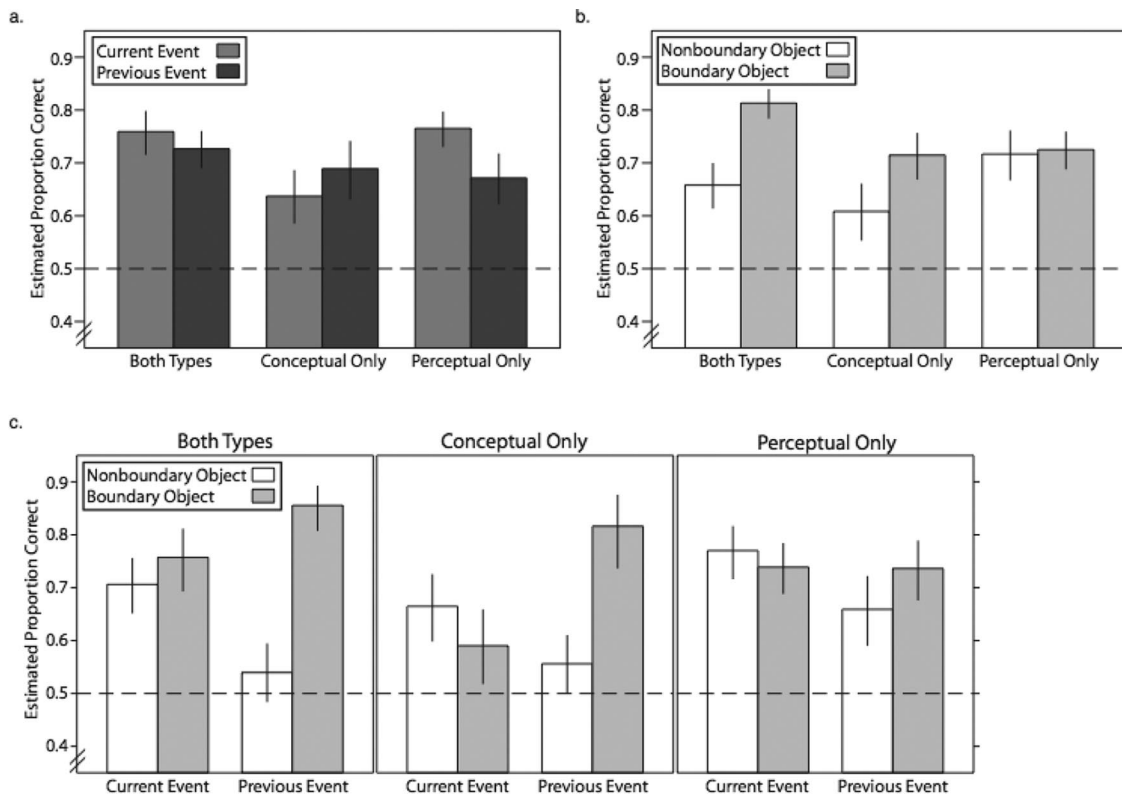 a.
Current Event
Previous Event
Estimated Proportion Correct
0.9
0.8
0.7
0.6
0.5
0.4
Both Types
Conceptual Only
Perceptual Only
b.
Nonboundary Object
Boundary Object
Estimated Proportion Correct
0.9
0.8
0.7
0.6
0.5
0.4
Both Types
Conceptual Only
Perceptual Only
c.
Both Types
Conceptual Only
Perceptual Only
Nonboundary Object
Boundary Object
Estimated Proportion Correct
0.9
0.8
0.7
0.6
0.5
0.4
Current Event
Previous Event
Current Event
Previous Event
Current Event
Previous Event